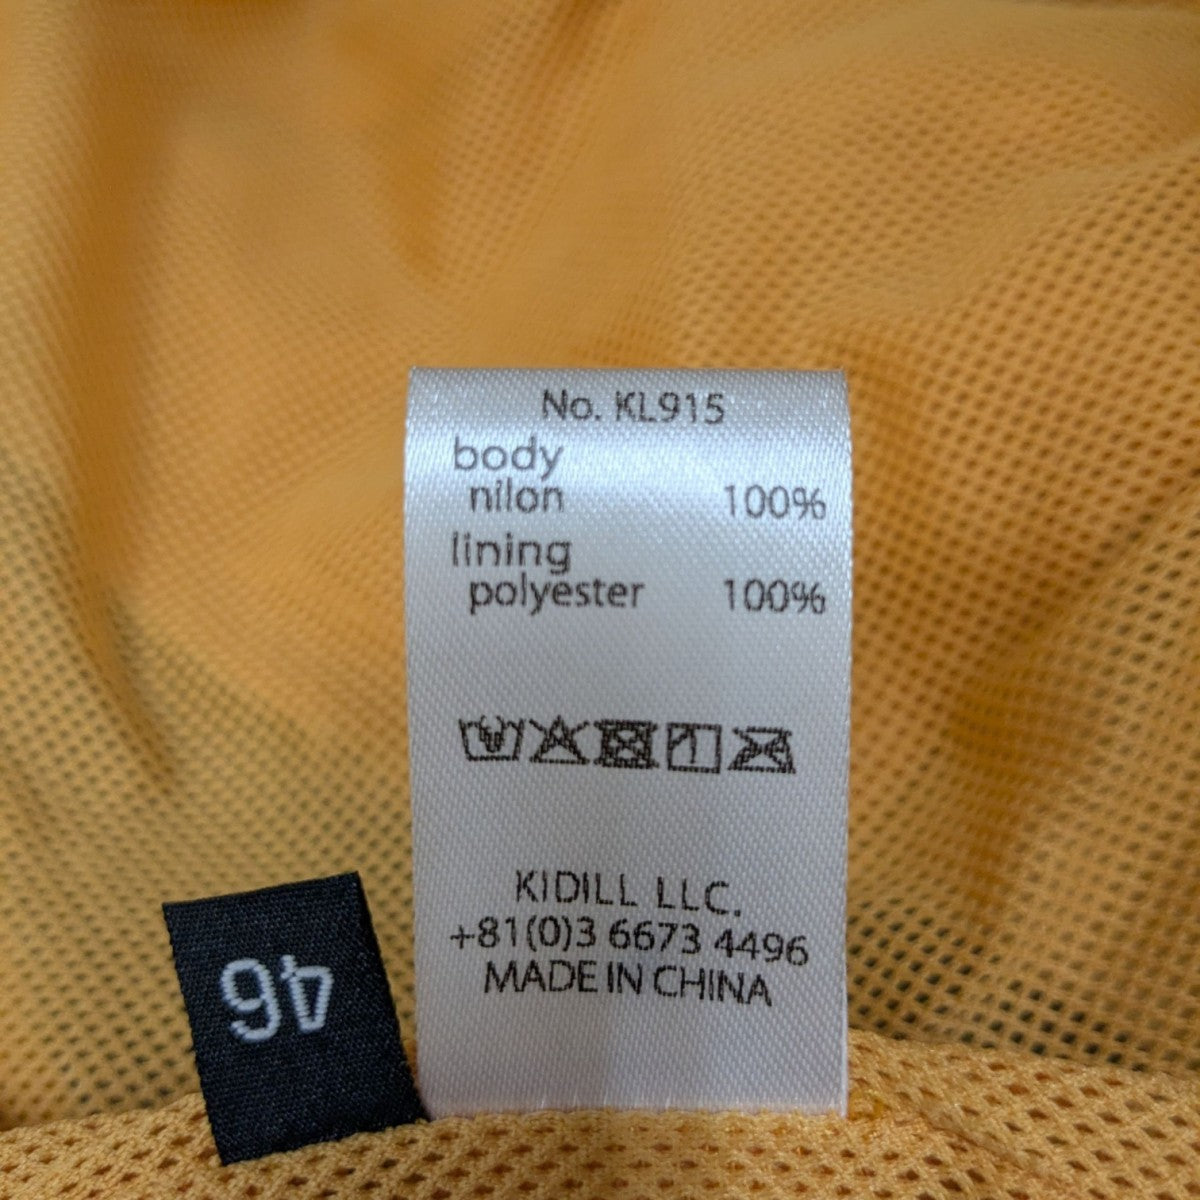 No. KL915
body
nilon 100%
lining
polyester 100%
KIDILL LLC.
+81(0)3 6673 4496
MADE IN CHINA
46